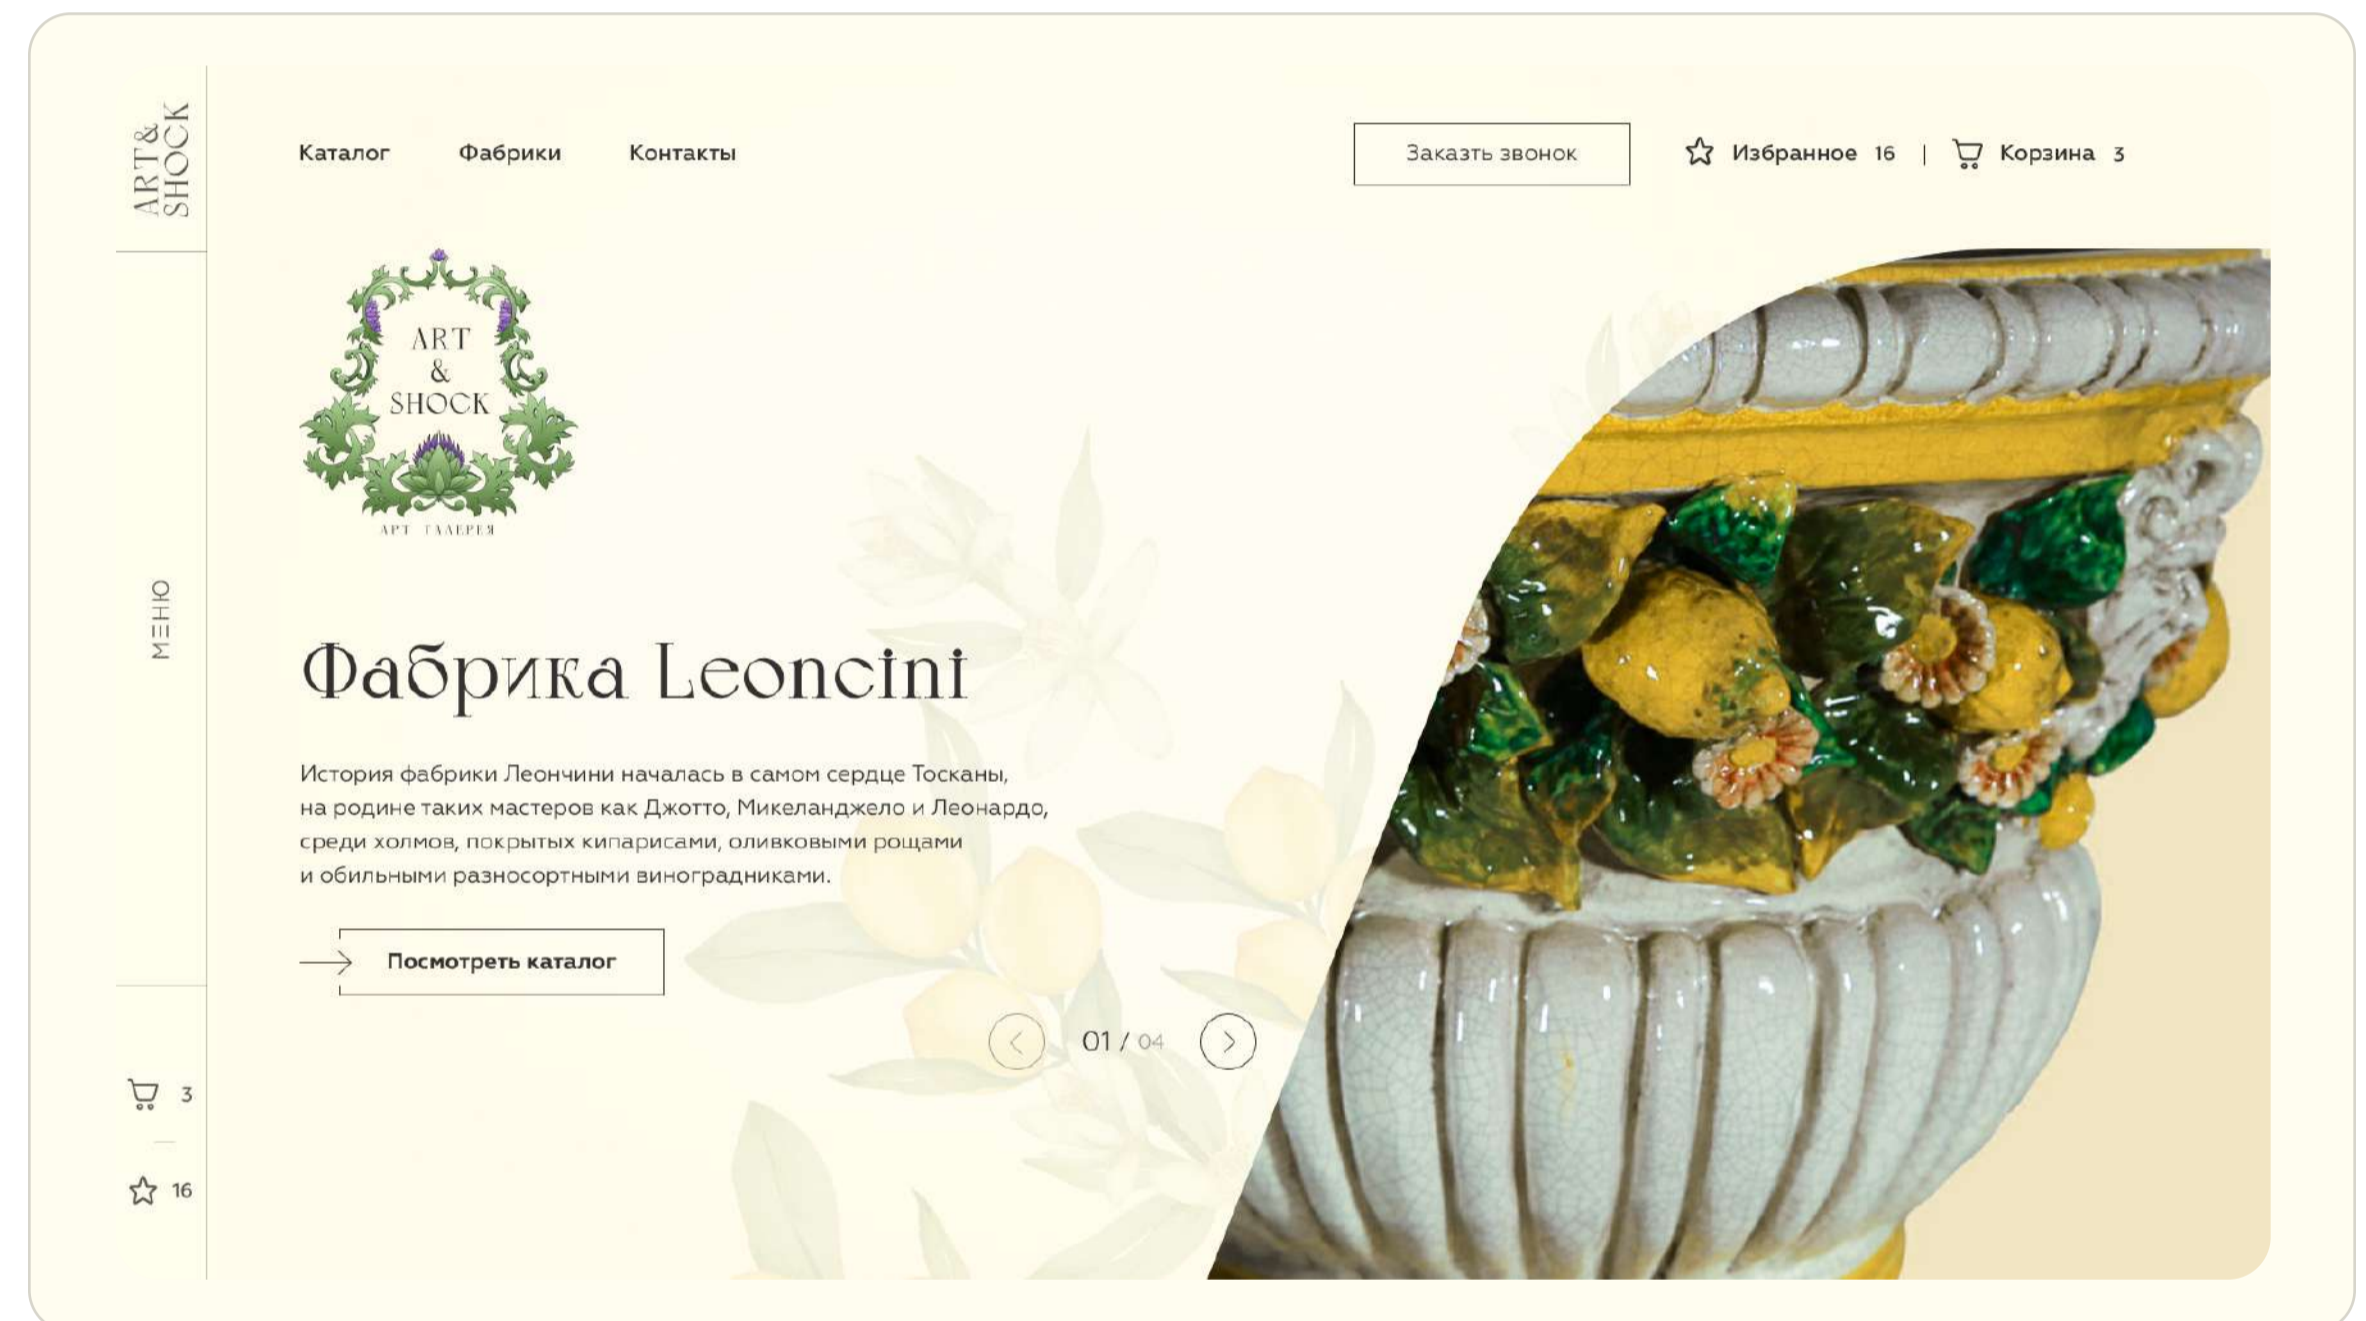 ART&
SHOCK
Каталог
Фабрики
Контакты
Заказть звонок
Избранное 16 | Корзина 3
ART
&
SHOCK
АРТ ГАЛЕРЕЯ
МЕНЮ
Фабрика Leoncini
История фабрики Леончини началась в самом сердце Тосканы,
на родине таких мастеров как Джотто, Микеланджело и Леонардо,
среди холмов, покрытых кипарисами, оливковыми рощами
и обильными разносортными виноградниками.
Посмотреть каталог
01 / 04
3
16